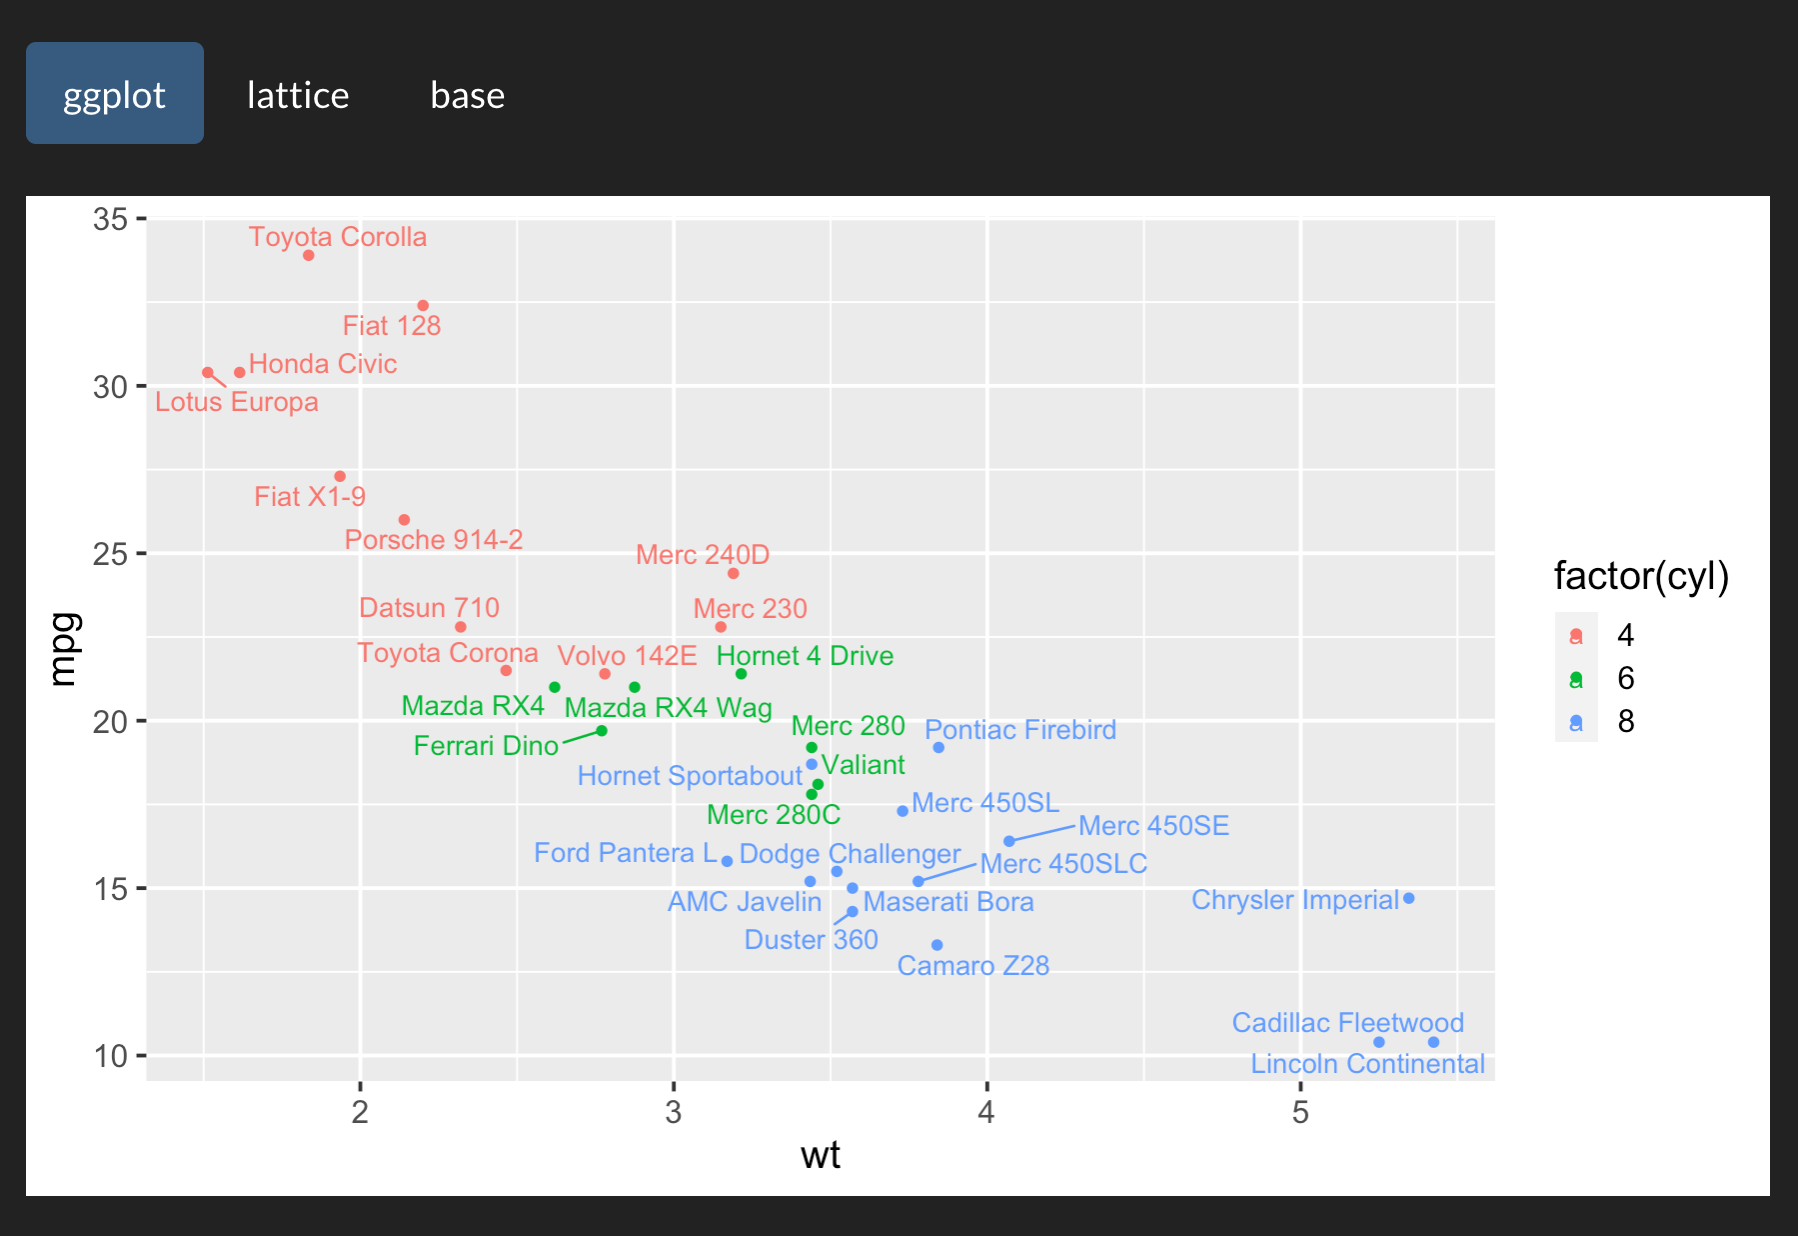 ggplot lattice base
35
Toyota Corolla
Fiat 128
Honda Civic
30
Lotus Europa
Fiat X1-9
Porsche 914-2
25
Merc 240D
Datsun 710
Merc 230
Toyota Corona
Volvo 142E
Hornet 4 Drive
Mazda RX4
Mazda RX4 Wag
20
Merc 280
Pontiac Firebird
Ferrari Dino
Valiant
Hornet Sportabout
Merc 450SL
Merc 280C
Merc 450SE
Ford Pantera L
Dodge Challenger
Merc 450SLC
15
AMC Javelin
Maserati Bora
Chrysler Imperial
Duster 360
Camaro Z28
Cadillac Fleetwood
10
Lincoln Continental
2 3 4 5
wt
mpg
factor(cyl)
a 4
a 6
a 8